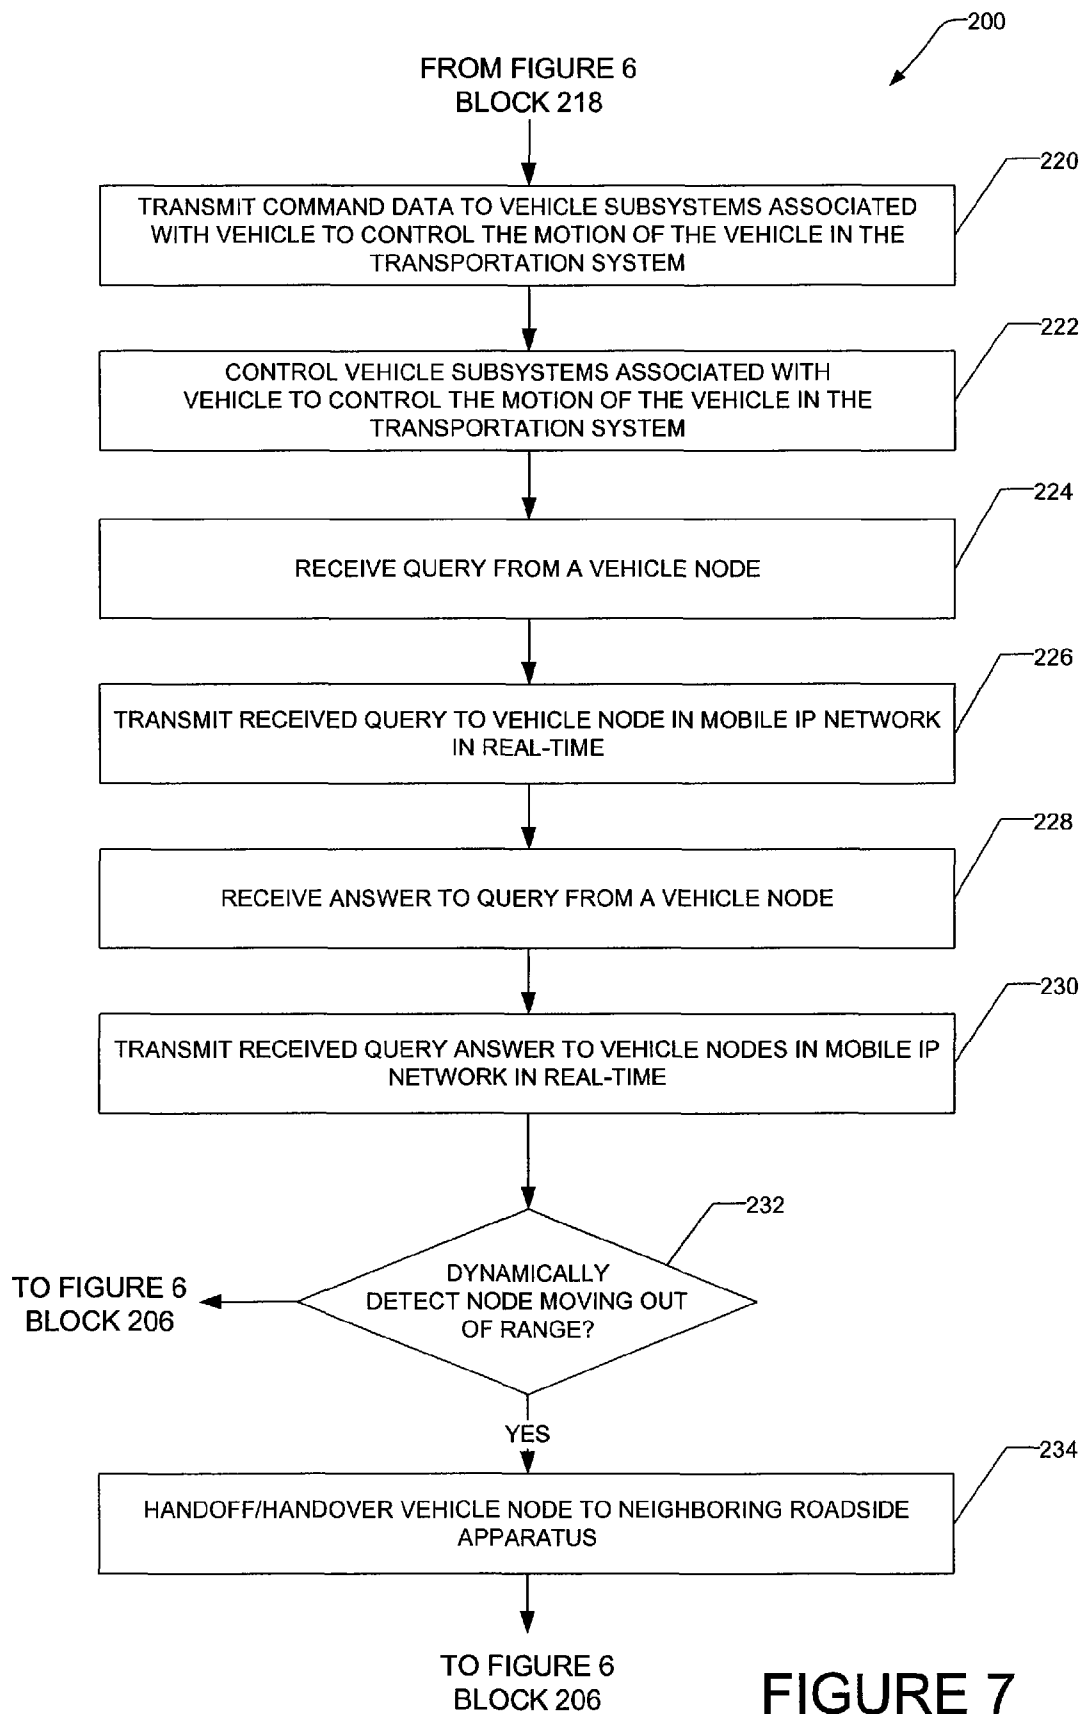 200
FROM FIGURE 6
BLOCK 218
220
TRANSMIT COMMAND DATA TO VEHICLE SUBSYSTEMS ASSOCIATED
WITH VEHICLE TO CONTROL THE MOTION OF THE VEHICLE IN THE
TRANSPORTATION SYSTEM
222
CONTROL VEHICLE SUBSYSTEMS ASSOCIATED WITH
VEHICLE TO CONTROL THE MOTION OF THE VEHICLE IN THE
TRANSPORTATION SYSTEM
224
RECEIVE QUERY FROM A VEHICLE NODE
226
TRANSMIT RECEIVED QUERY TO VEHICLE NODE IN MOBILE IP NETWORK
IN REAL-TIME
228
RECEIVE ANSWER TO QUERY FROM A VEHICLE NODE
230
TRANSMIT RECEIVED QUERY ANSWER TO VEHICLE NODES IN MOBILE IP
NETWORK IN REAL-TIME
232
DYNAMICALLY
DETECT NODE MOVING OUT
OF RANGE?
TO FIGURE 6
BLOCK 206
YES
234
HANDOFF/HANDOVER VEHICLE NODE TO NEIGHBORING ROADSIDE
APPARATUS
TO FIGURE 6
BLOCK 206
FIGURE 7